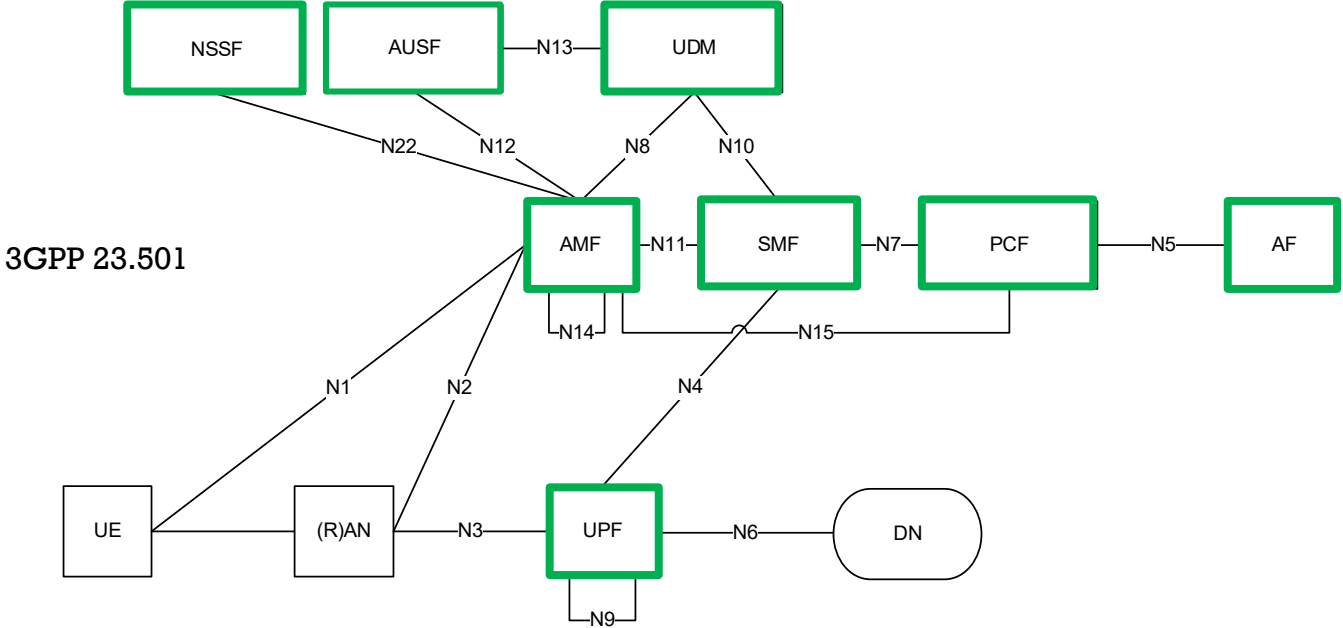 NSSF
AUSF
N13
UDM
N22
N12
N8
N10
3GPP 23.501
AMF
N11
SMF
N7
PCF
N5
AF
N14
N15
N1
N2
N4
UE
(R)AN
N3
UPF
N6
DN
N9